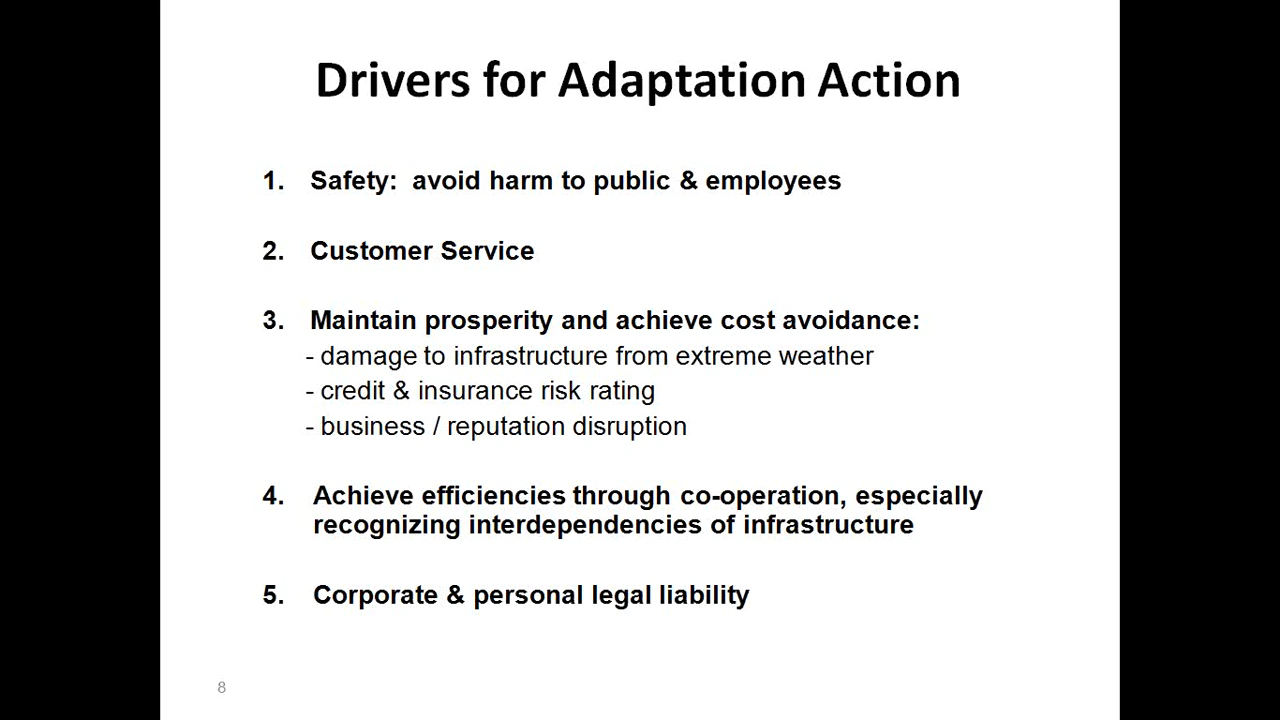 Drivers for Adaptation Action
1. Safety:  avoid harm to public & employees
2. Customer Service
3. Maintain prosperity and achieve cost avoidance:
- damage to infrastructure from extreme weather
- credit & insurance risk rating
- business / reputation disruption
4. Achieve efficiencies through co-operation, especially
recognizing interdependencies of infrastructure
5. Corporate & personal legal liability
8